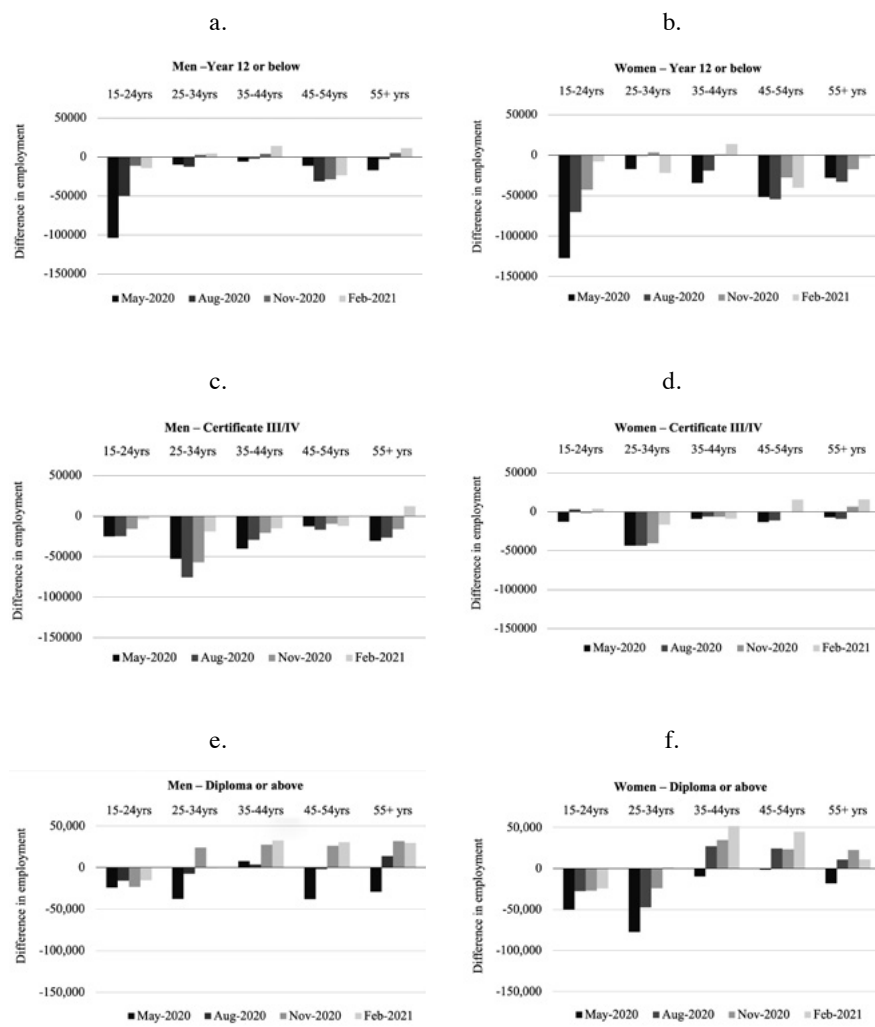 a.
Men –Year 12 or below
15-24yrs 25-34yrs 35-44yrs 45-54yrs 55+ yrs
50000
0
-50000
-100000
-150000
Difference in employment
May-2020 Aug-2020 Nov-2020 Feb-2021
b.
Women – Year 12 or below
15-24yrs 25-34yrs 35-44yrs 45-54yrs 55+ yrs
50000
0
-50000
-100000
-150000
Difference in employment
May-2020 Aug-2020 Nov-2020 Feb-2021
c.
Men – Certificate III/IV
15-24yrs 25-34yrs 35-44yrs 45-54yrs 55+ yrs
50000
0
-50000
-100000
-150000
Difference in employment
May-2020 Aug-2020 Nov-2020 Feb-2021
d.
Women – Certificate III/IV
15-24yrs 25-34yrs 35-44yrs 45-54yrs 55+ yrs
50000
0
-50000
-100000
-150000
Difference in employment
May-2020 Aug-2020 Nov-2020 Feb-2021
e.
Men – Diploma or above
15-24yrs 25-34yrs 35-44yrs 45-54yrs 55+ yrs
50,000
0
-50,000
-100,000
-150,000
Difference in employment
May-2020 Aug-2020 Nov-2020 Feb-2021
f.
Women – Diploma or above
15-24yrs 25-34yrs 35-44yrs 45-54yrs 55+ yrs
50,000
0
-50,000
-100,000
-150,000
Difference in employment
May-2020 Aug-2020 Nov-2020 Feb-2021